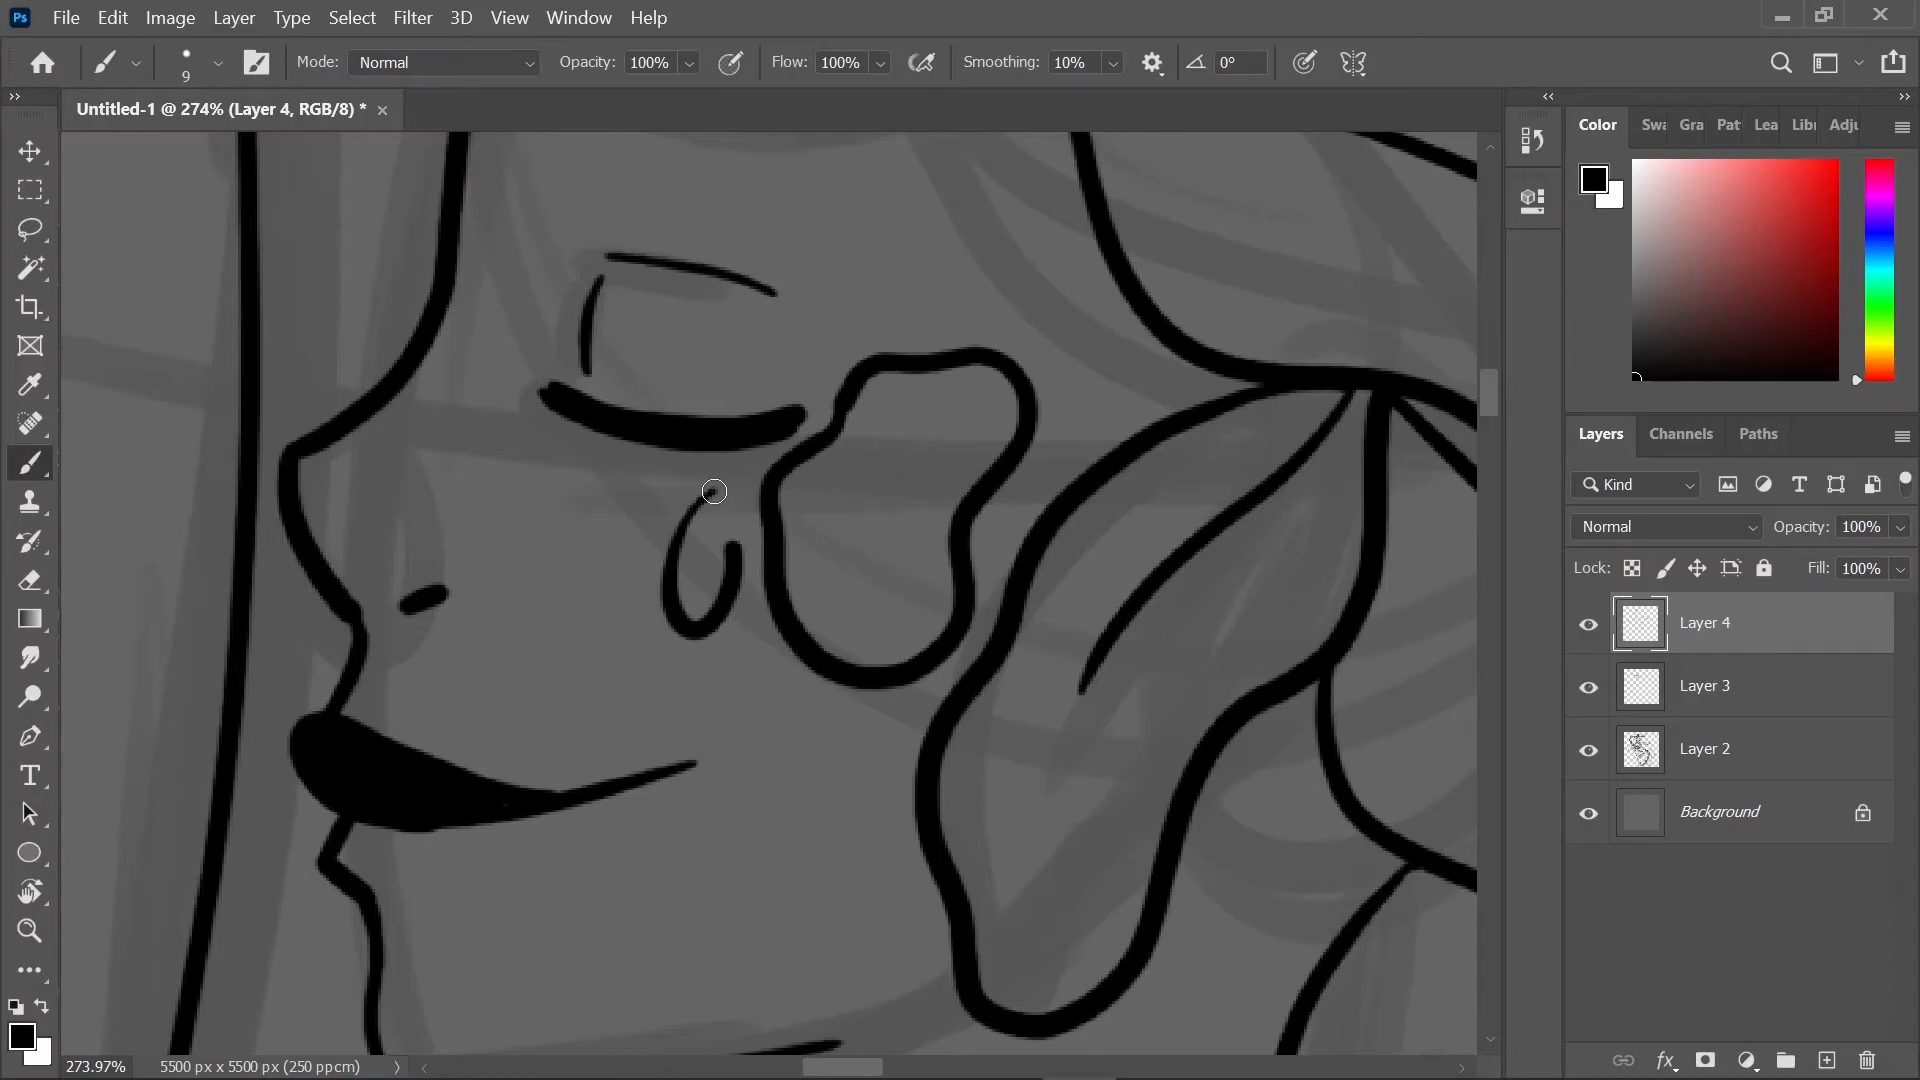 Ps File Edit Image Layer Type Select Filter 3D View Window Help
9 Mode: Normal Opacity: 100% Flow: 100% Smoothing: 10% 0°
Untitled-1 @ 274% (Layer 4, RGB/8) *
Color Swa Gra Pat Lea Libr Adju
Layers Channels Paths
Kind
Normal Opacity: 100%
Lock: Fill: 100%
Layer 4
Layer 3
Layer 2
Background
273.97% 5500 px x 5500 px (250 ppcm)
fx